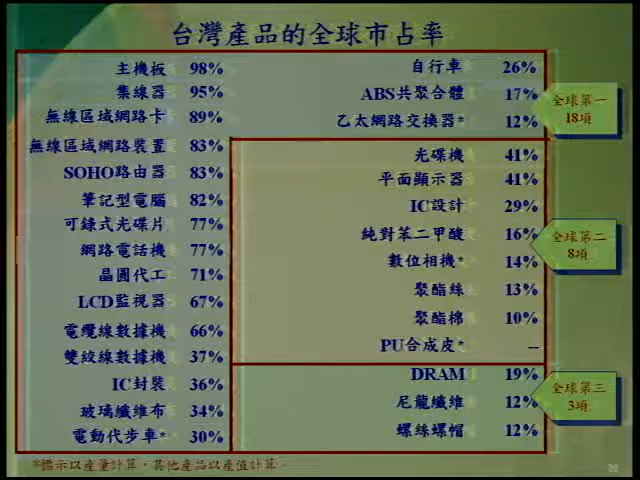 台灣產品的全球市占率
主機板 98%
集線器 95%
無線區域網路卡 89%
無線區域網路裝置 83%
SOHO路由器 83%
筆記型電腦 82%
可錄式光碟片 77%
網路電話機 77%
晶圓代工 71%
LCD監視器 67%
電纜線數據機 66%
雙絞線數據機 37%
IC封裝 36%
玻璃纖維布 34%
電動代步車* 30%
自行車 26%
ABS共聚合體 17%
乙太網路交換器* 12%
全球第一
18項
光碟機 41%
平面顯示器 41%
IC設計 29%
純對苯二甲酸 16%
數位相機* 14%
聚酯絲 13%
聚酯棉 10%
PU合成皮* --
全球第二
8項
DRAM 19%
尼龍纖維 12%
螺絲螺帽 12%
全球第三
3項
*標示以產量計算，其他產品以產值計算。